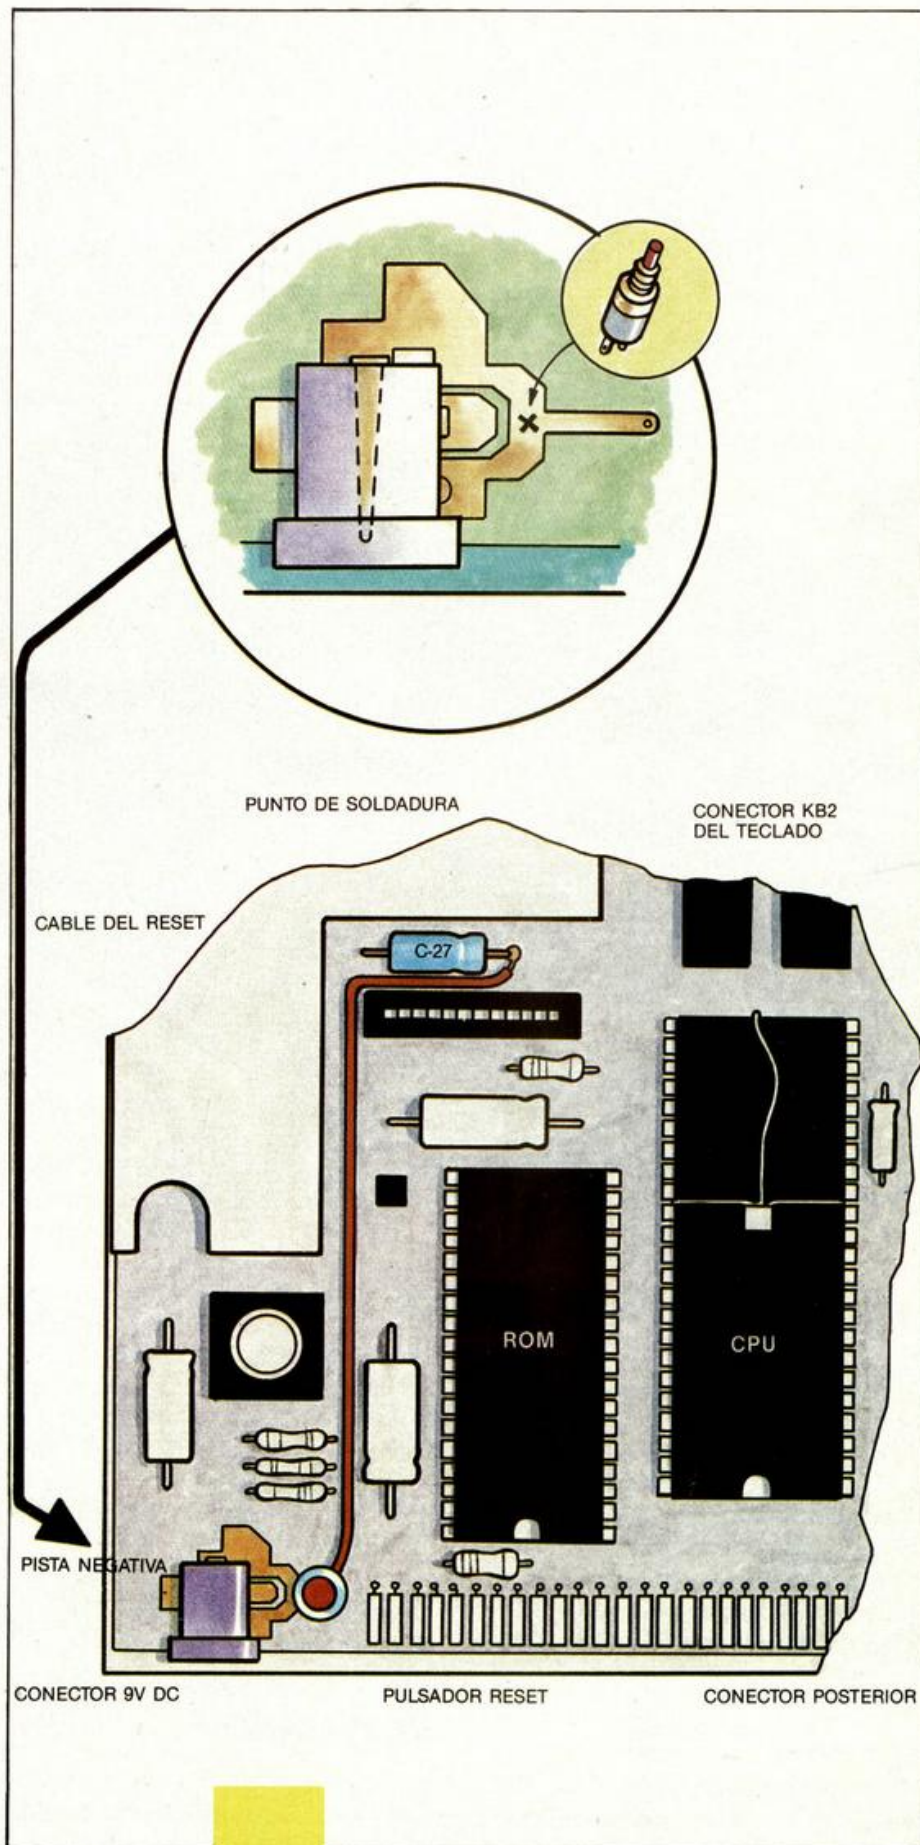 PUNTO DE SOLDADURA
CONECTOR KB2
DEL TECLADO
CABLE DEL RESET
C-27
ROM
CPU
PISTA NEGATIVA
CONECTOR 9V DC
PULSADOR RESET
CONECTOR POSTERIOR